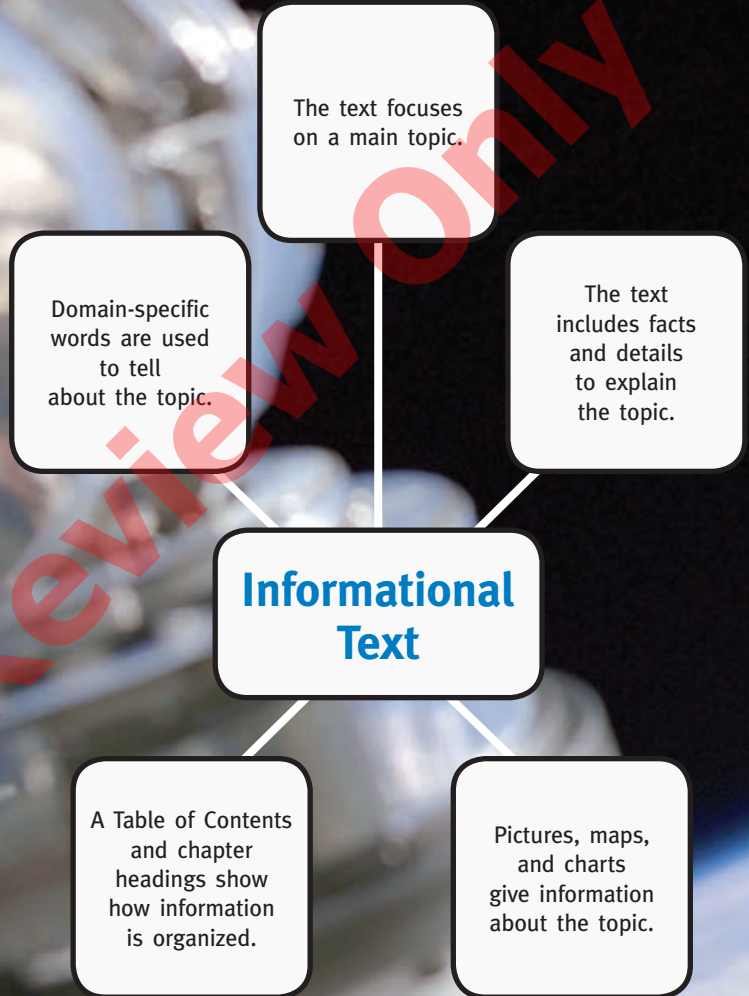 The text focuses
on a main topic.
Domain-specific
words are used
to tell
about the topic.
The text
includes facts
and details
to explain
the topic.
Informational
Text
A Table of Contents
and chapter
headings show
how information
is organized.
Pictures, maps,
and charts
give information
about the topic.
Review Only